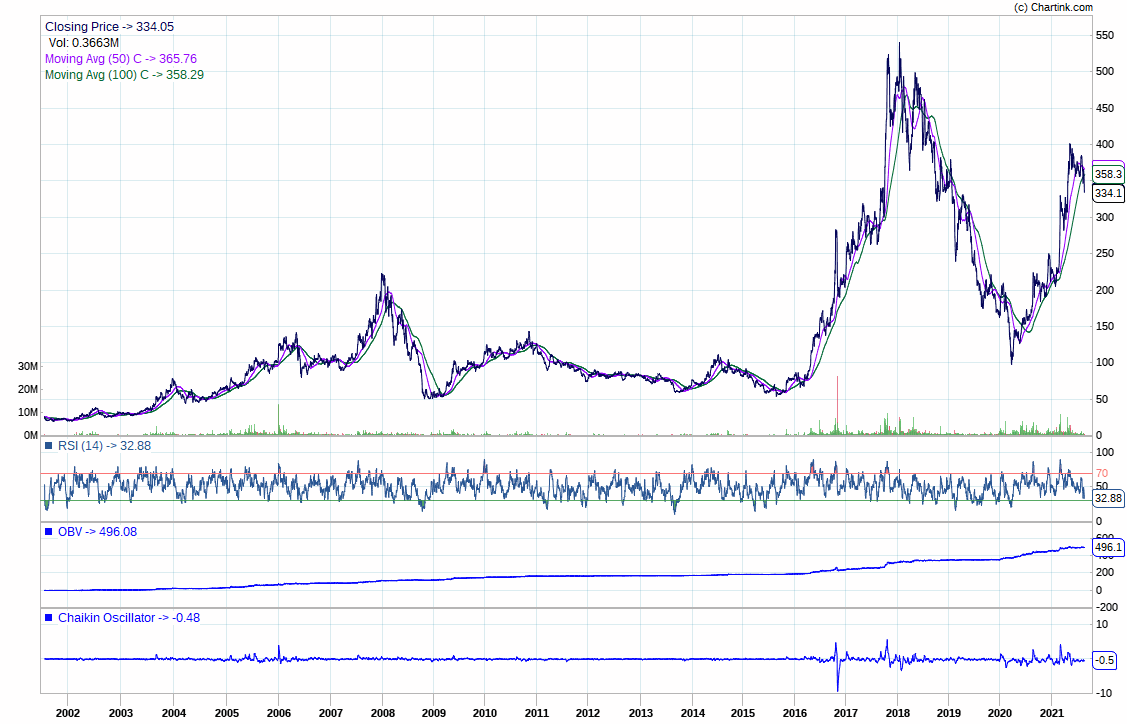 (c) Chartink.com
Closing Price -> 334.05
Vol: 0.3663M
Moving Avg (50) C -> 365.76
Moving Avg (100) C -> 358.29
550
500
450
400
358.3
334.1
300
250
200
150
100
50
0
30M
20M
10M
0M
RSI (14) -> 32.88
100
70
50
32.88
0
OBV -> 496.08
600
496.1
400
200
0
-200
Chaikin Oscillator -> -0.48
10
-0.5
-10
2002 2003 2004 2005 2006 2007 2008 2009 2010 2011 2012 2013 2014 2015 2016 2017 2018 2019 2020 2021